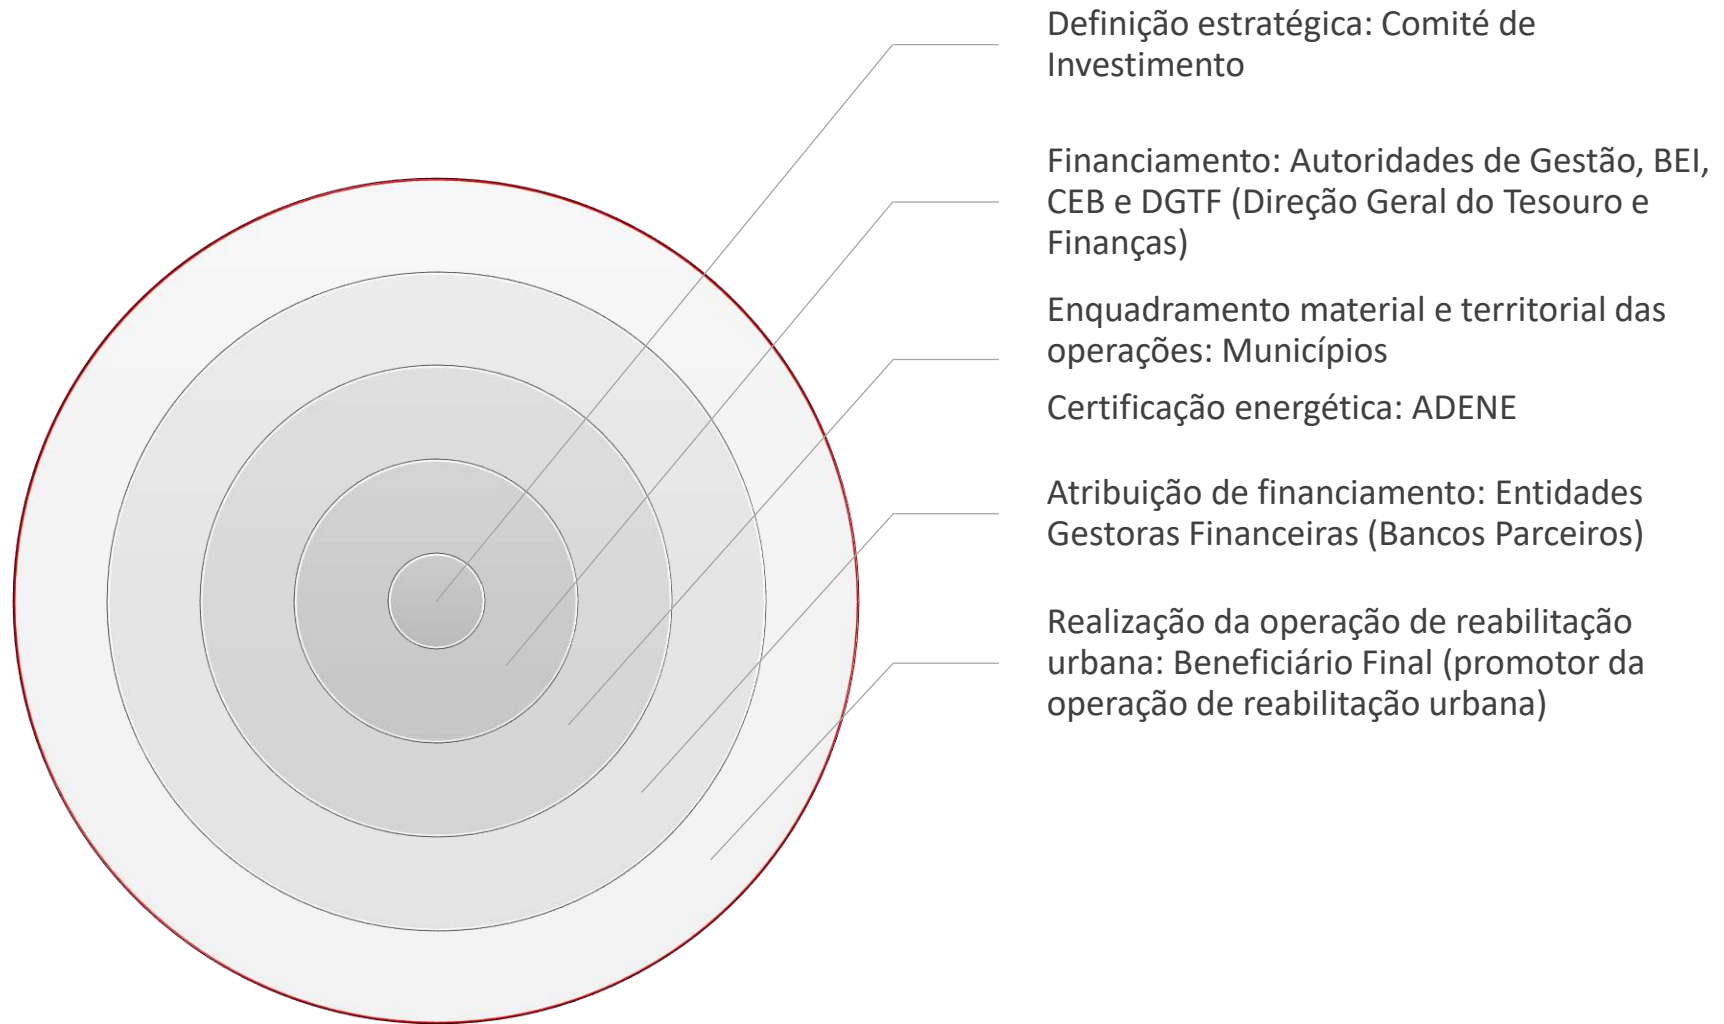 Definição estratégica: Comité de
Investimento
Financiamento: Autoridades de Gestão, BEI,
CEB e DGTF (Direção Geral do Tesouro e
Finanças)
Enquadramento material e territorial das
operações: Municípios
Certificação energética: ADENE
Atribuição de financiamento: Entidades
Gestoras Financeiras (Bancos Parceiros)
Realização da operação de reabilitação
urbana: Beneficiário Final (promotor da
operação de reabilitação urbana)